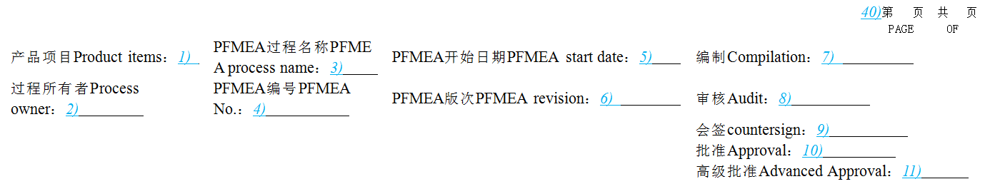 40)第 页 共 页
PAGE OF
产品项目Product items：1)
PFMEA过程名称PFME
A process name：3)
PFMEA开始日期PFMEA start date：5)
编制Compilation：7)
过程所有者Process
owner：2)
PFMEA编号PFMEA
No.：4)
PFMEA版次PFMEA revision：6)
审核Audit：8)
会签countersign：9)
批准Approval：10)
高级批准Advanced Approval：11)